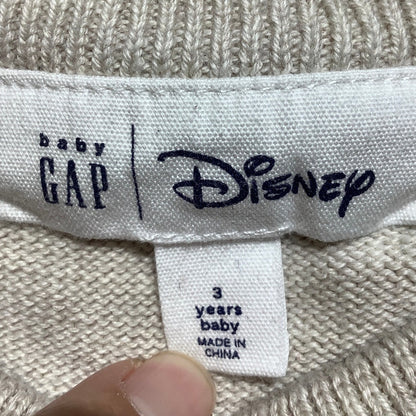 baby
GAP
Disney
3
years
baby
MADE IN
CHINA